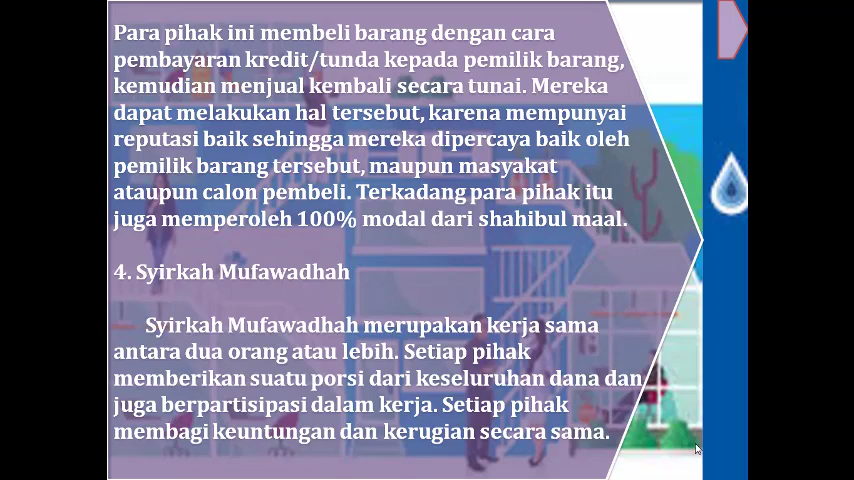 Para pihak ini membeli barang dengan cara
pembayaran kredit/tunda kepada pemilik barang,
kemudian menjual kembali secara tunai. Mereka
dapat melakukan hal tersebut, karena mempunyai
reputasi baik sehingga mereka dipercaya baik oleh
pemilik barang tersebut, maupun masyakat
ataupun calon pembeli. Terkadang para pihak itu
juga memperoleh 100% modal dari shahibul maal.
4. Syirkah Mufawadhah
Syirkah Mufawadhah merupakan kerja sama
antara dua orang atau lebih. Setiap pihak
memberikan suatu porsi dari keseluruhan dana dan
juga berpartisipasi dalam kerja. Setiap pihak
membagi keuntungan dan kerugian secara sama.